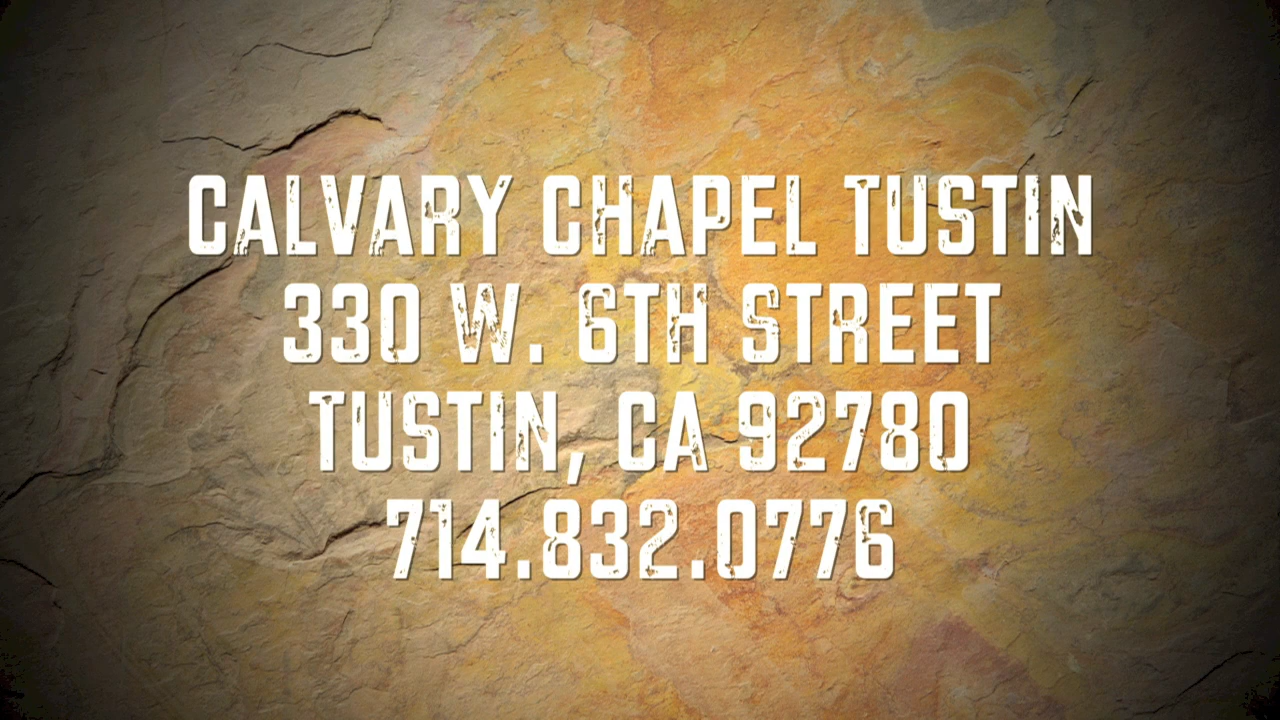 CALVARY CHAPEL TUSTIN
330 W. 6TH STREET
TUSTIN, CA 92780
714.832.0776